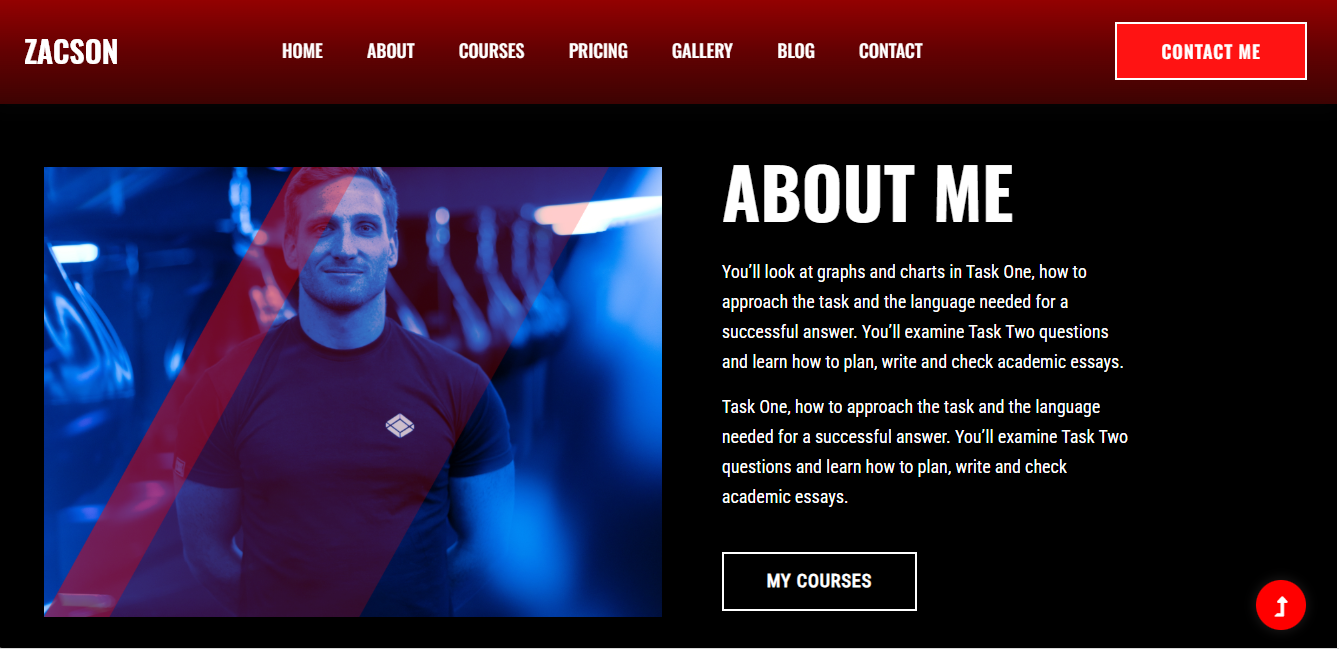 ZACSON
HOME ABOUT COURSES PRICING GALLERY BLOG CONTACT
CONTACT ME
ABOUT ME
You’ll look at graphs and charts in Task One, how to
approach the task and the language needed for a
successful answer. You’ll examine Task Two questions
and learn how to plan, write and check academic essays.
Task One, how to approach the task and the language
needed for a successful answer. You’ll examine Task Two
questions and learn how to plan, write and check
academic essays.
MY COURSES